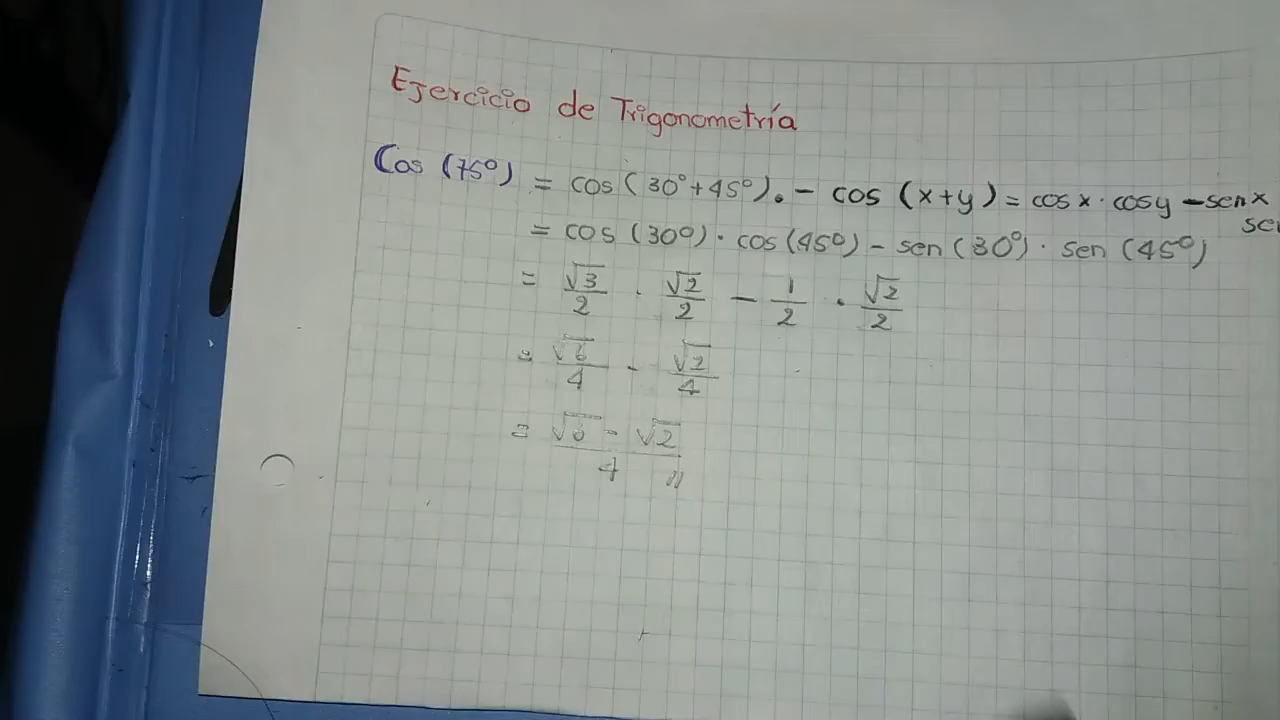 Ejercicio de Trigonometría
Cos (75°) = cos (30° + 45°). - cos (x+y) = cos x · cos y - sen x
se
= cos (30°) · cos (45°) - sen (30°) · sen (45°)
= √3/2 · √2/2 - 1/2 · √2/2
= √6/4 - √2/4
= √6 - √2 / 4 //